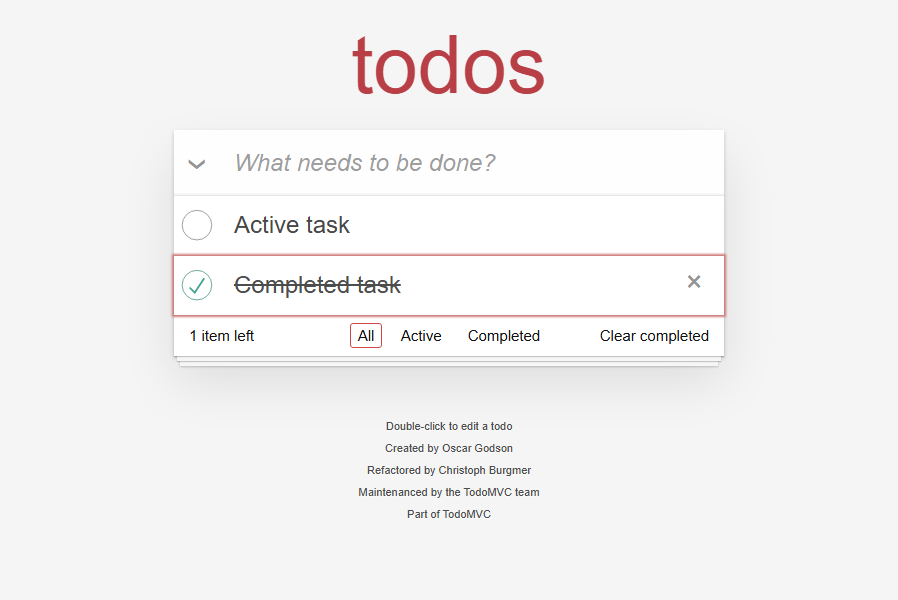 todos
What needs to be done?
Active task
Completed task
1 item left All Active Completed Clear completed
Double-click to edit a todo
Created by Oscar Godson
Refactored by Christoph Burgmer
Maintenanced by the TodoMVC team
Part of TodoMVC